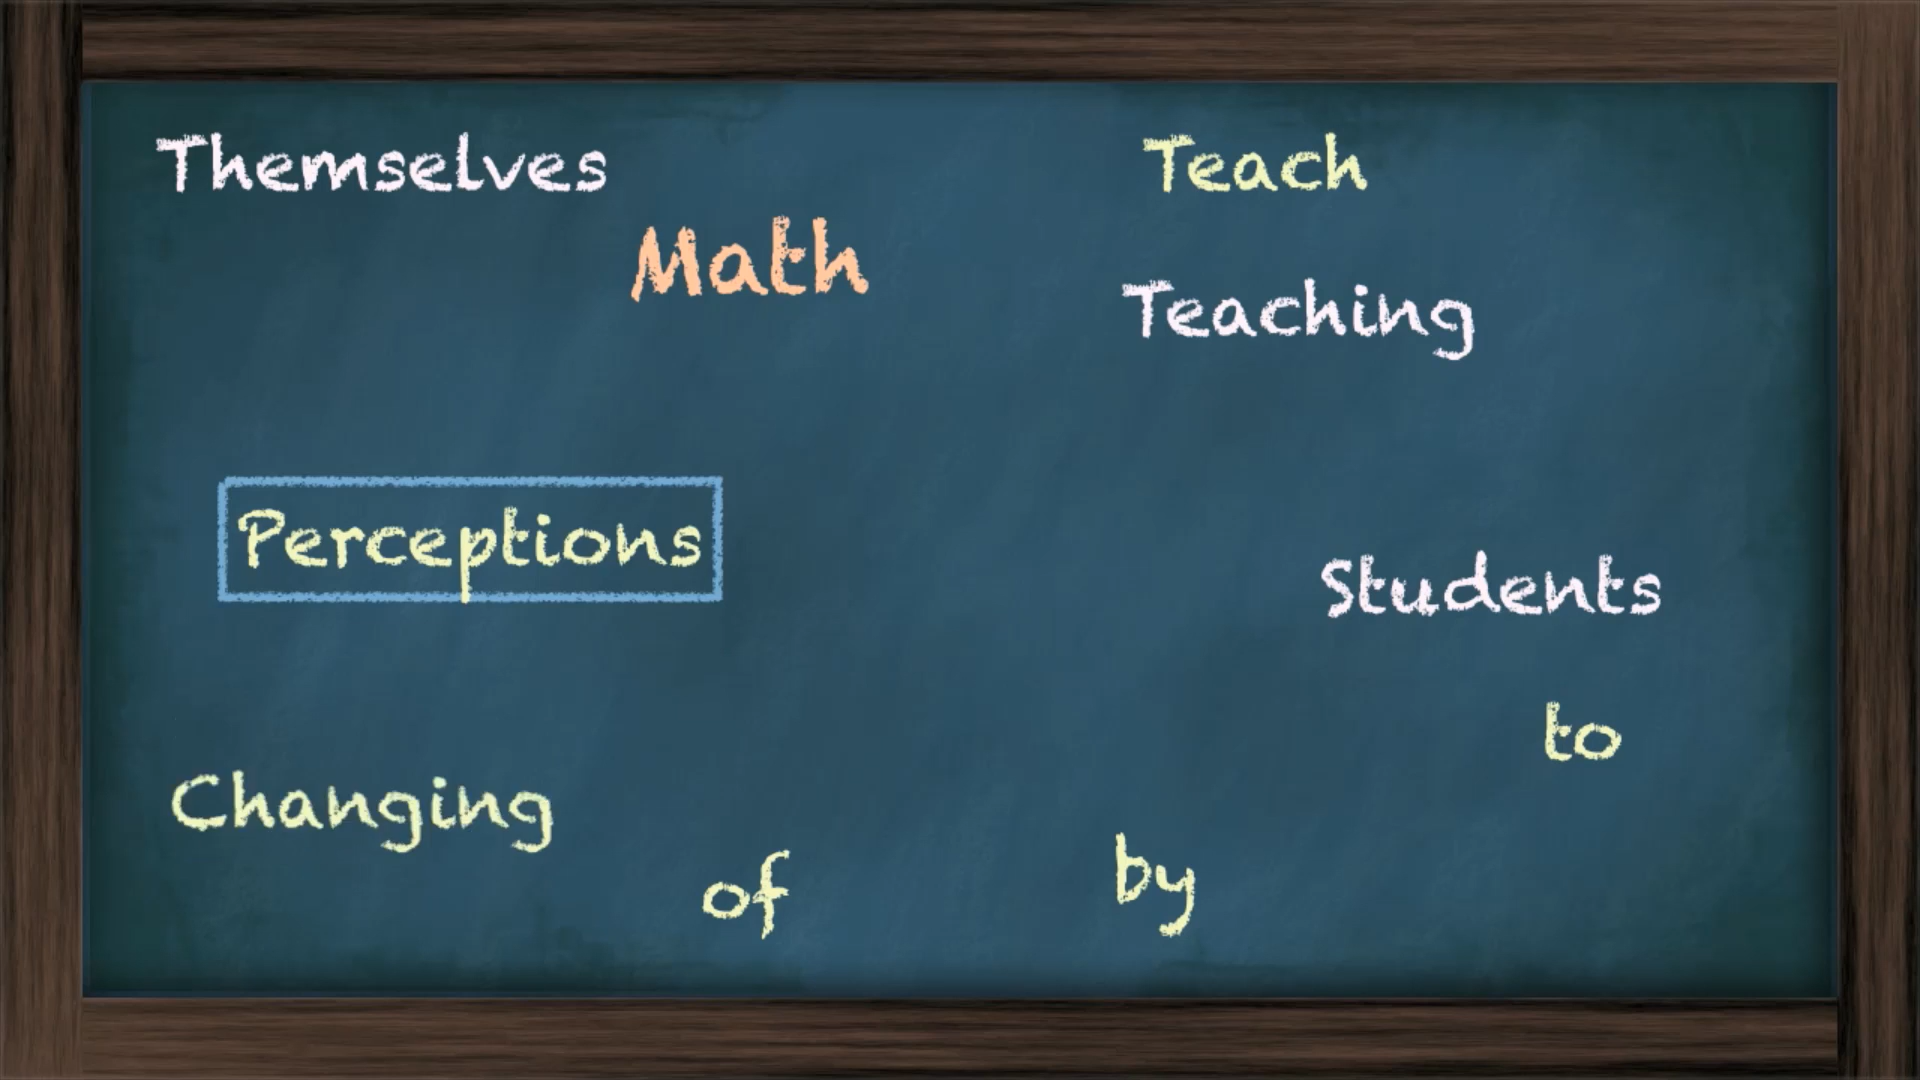 Themselves
Teach
Math
Teaching
Perceptions
Students
to
Changing
of
by